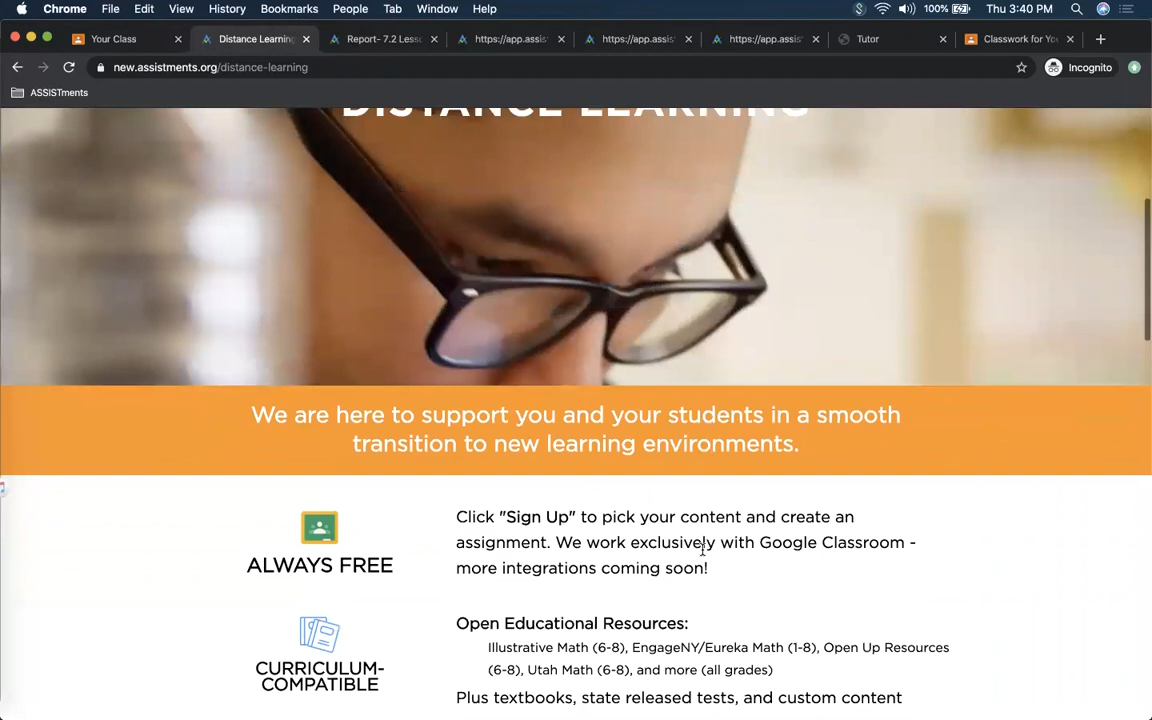 Chrome File Edit View History Bookmarks People Tab Window Help 100% Thu 3:40 PM
Your Class Distance Learning Report- 7.2 Less https://app.assis https://app.assis https://app.assis Tutor Classwork for Yo
new.assistments.org/distance-learning Incognito
ASSISTments
DISTANCE LEARNING
We are here to support you and your students in a smooth
transition to new learning environments.
Click "Sign Up" to pick your content and create an
assignment. We work exclusively with Google Classroom -
more integrations coming soon!
ALWAYS FREE
Open Educational Resources:
Illustrative Math (6-8), EngageNY/Eureka Math (1-8), Open Up Resources
(6-8), Utah Math (6-8), and more (all grades)
Plus textbooks, state released tests, and custom content
CURRICULUM-
COMPATIBLE